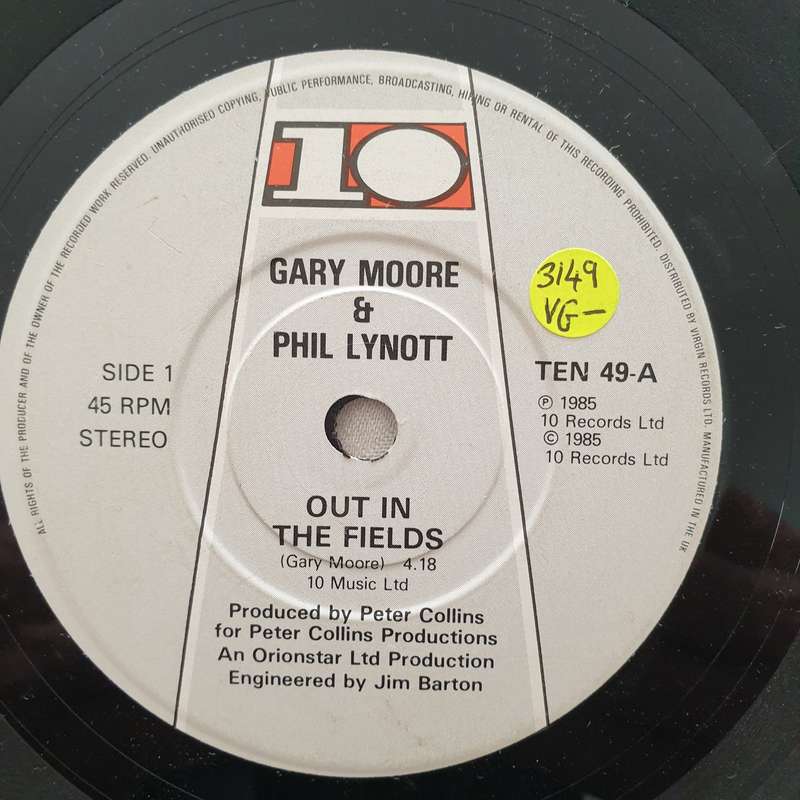 ALL RIGHTS OF THE PRODUCER AND OF THE OWNER OF THE RECORDED WORK RESERVED. UNAUTHORISED COPYING, PUBLIC PERFORMANCE, BROADCASTING, HIRING OR RENTAL OF THIS RECORDING PROHIBITED. DISTRIBUTED BY VIRGIN RECORDS LTD. MANUFACTURED IN THE UK
10
GARY MOORE
&
PHIL LYNOTT
3149
VG-
SIDE 1
45 RPM
STEREO
TEN 49-A
℗ 1985
10 Records Ltd
© 1985
10 Records Ltd
OUT IN
THE FIELDS
(Gary Moore) 4.18
10 Music Ltd
Produced by Peter Collins
for Peter Collins Productions
An Orionstar Ltd Production
Engineered by Jim Barton